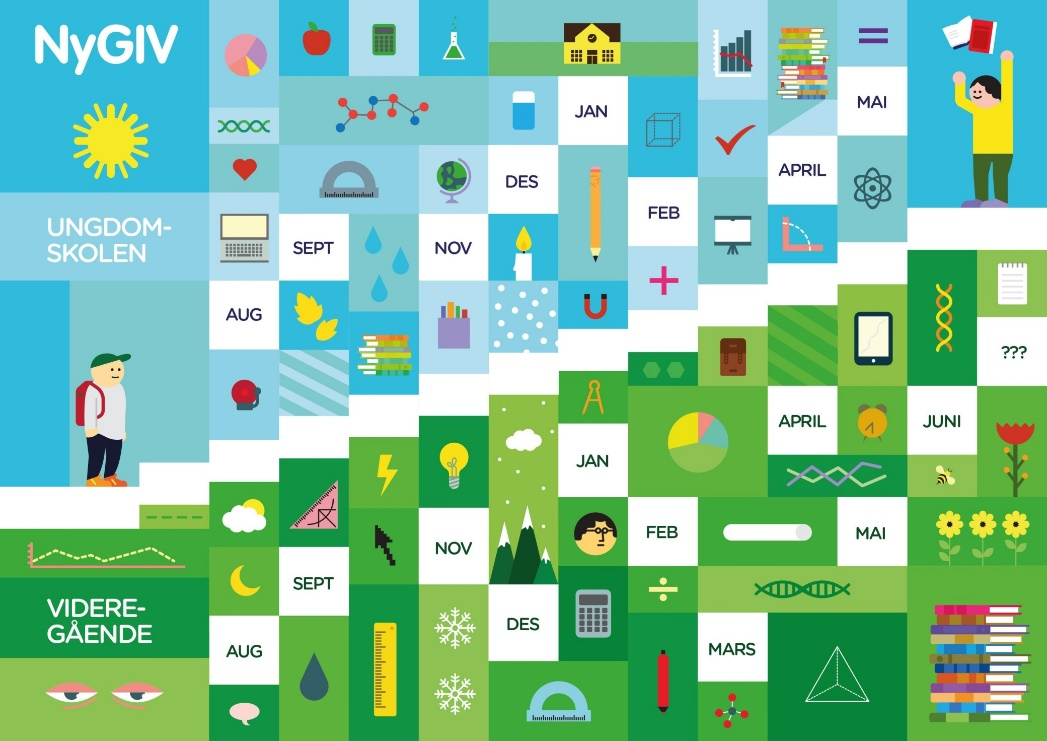 NyGIV
UNGDOM-
SKOLEN
AUG
SEPT
NOV
DES
JAN
FEB
APRIL
MAI
VIDERE-
GÅENDE
AUG
SEPT
NOV
DES
JAN
FEB
MARS
APRIL
MAI
JUNI
???